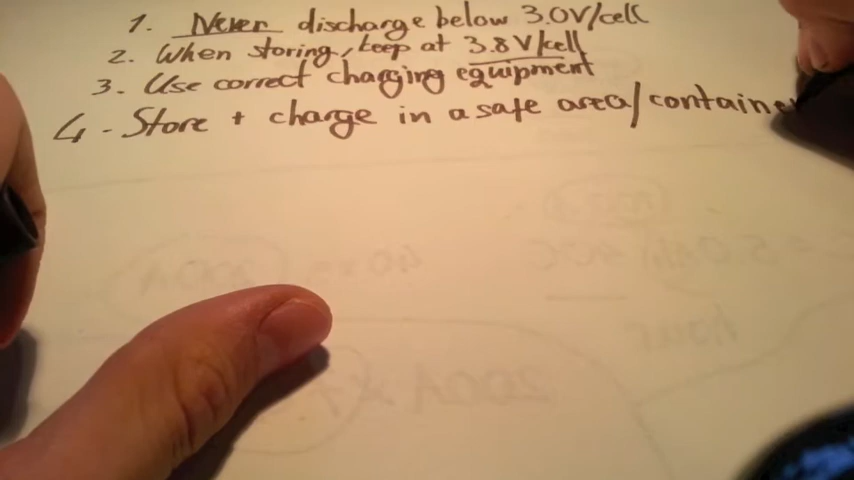 1. Never discharge below 3.0V/cell
2. When storing, keep at 3.8V/cell
3. Use correct charging equipment
4. Store + charge in a safe area/container